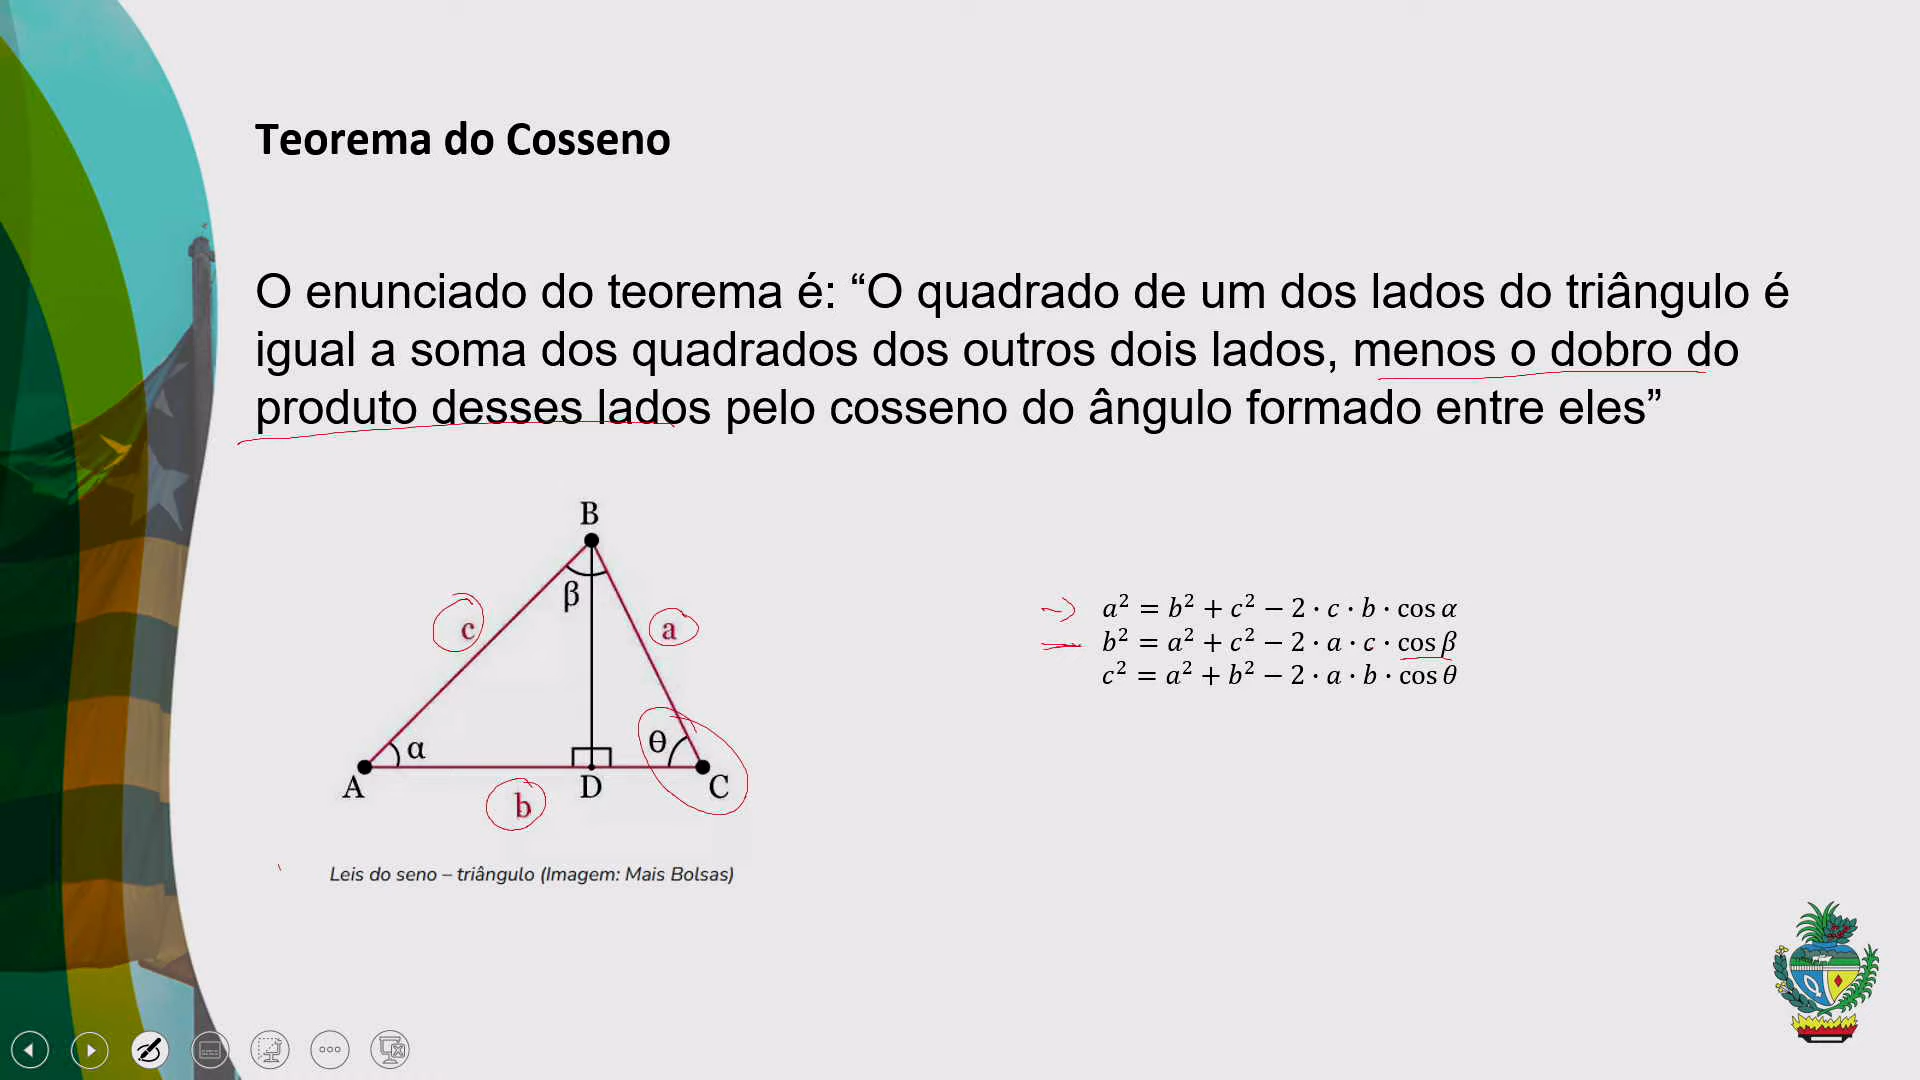 Teorema do Cosseno
O enunciado do teorema é: “O quadrado de um dos lados do triângulo é
igual a soma dos quadrados dos outros dois lados, menos o dobro do
produto desses lados pelo cosseno do ângulo formado entre eles”
B
β
c
a
a² = b² + c² − 2 · c · b · cos α
b² = a² + c² − 2 · a · c · cos β
c² = a² + b² − 2 · a · b · cos θ
α
θ
A
D
C
b
Leis do seno – triângulo (Imagem: Mais Bolsas)